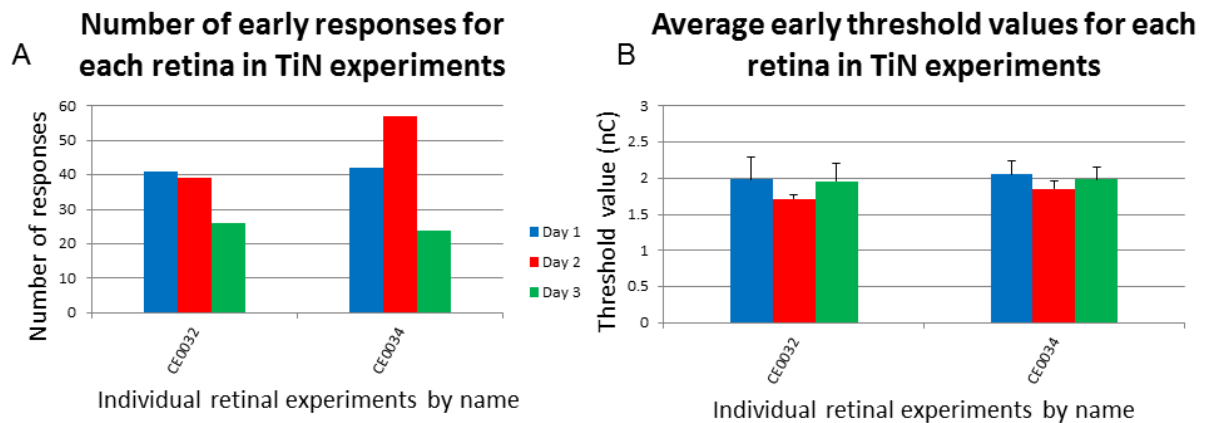 A
Number of early responses for
each retina in TiN experiments
Number of responses
60
50
40
30
20
10
0
CE0032
CE0034
Individual retinal experiments by name
Day 1
Day 2
Day 3
B
Average early threshold values for each
retina in TiN experiments
Threshold value (nC)
3
2.5
2
1.5
1
0.5
0
CE0032
CE0034
Individual retinal experiments by name